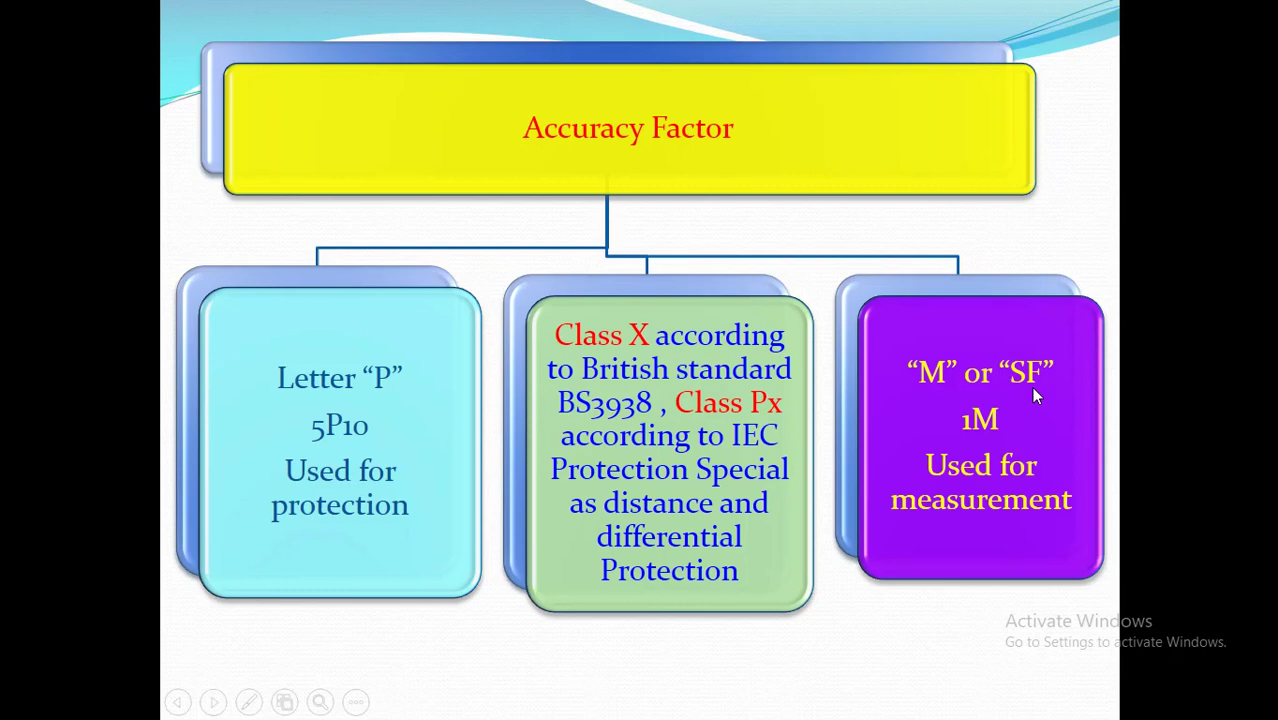 Accuracy Factor
Letter “P”
5P10
Used for
protection
Class X according
to British standard
BS3938 , Class Px
according to IEC
Protection Special
as distance and
differential
Protection
“M” or “SF”
1M
Used for
measurement
Activate Windows
Go to Settings to activate Windows.